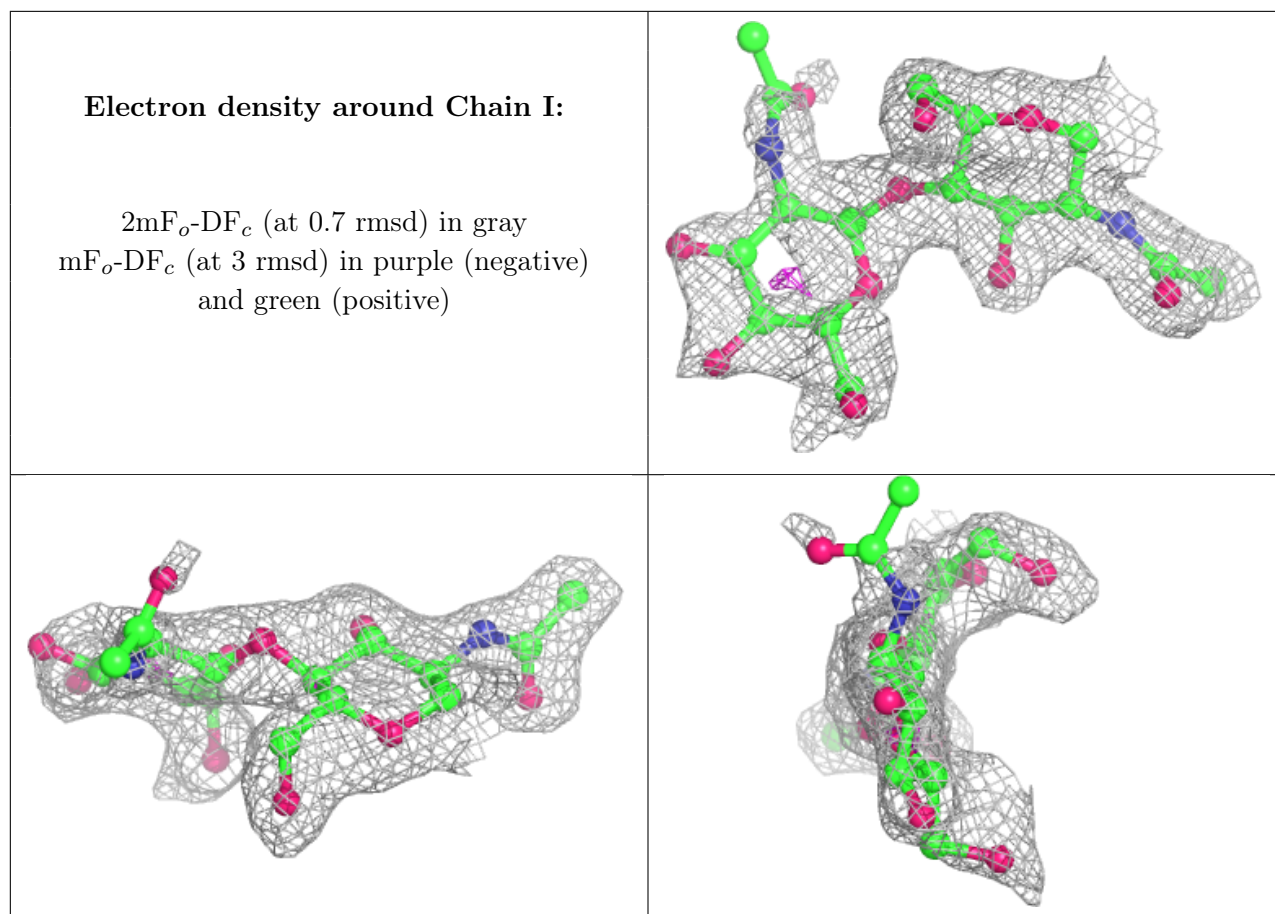 Electron density around Chain I:
2mFₒ-DF𝑐 (at 0.7 rmsd) in gray
mFₒ-DF𝑐 (at 3 rmsd) in purple (negative)
and green (positive)